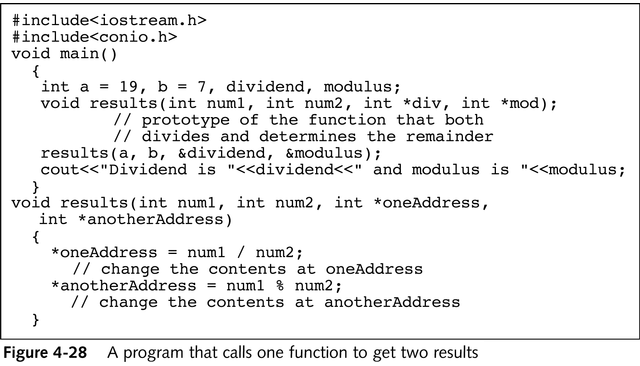 #include<iostream.h>
#include<conio.h>
void main()
{
int a = 19, b = 7, dividend, modulus;
void results(int num1, int num2, int *div, int *mod);
// prototype of the function that both
// divides and determines the remainder
results(a, b, &dividend, &modulus);
cout<<"Dividend is "<<dividend<<" and modulus is "<<modulus;
}
void results(int num1, int num2, int *oneAddress,
int *anotherAddress)
{
*oneAddress = num1 / num2;
// change the contents at oneAddress
*anotherAddress = num1 % num2;
// change the contents at anotherAddress
}
Figure 4-28 A program that calls one function to get two results